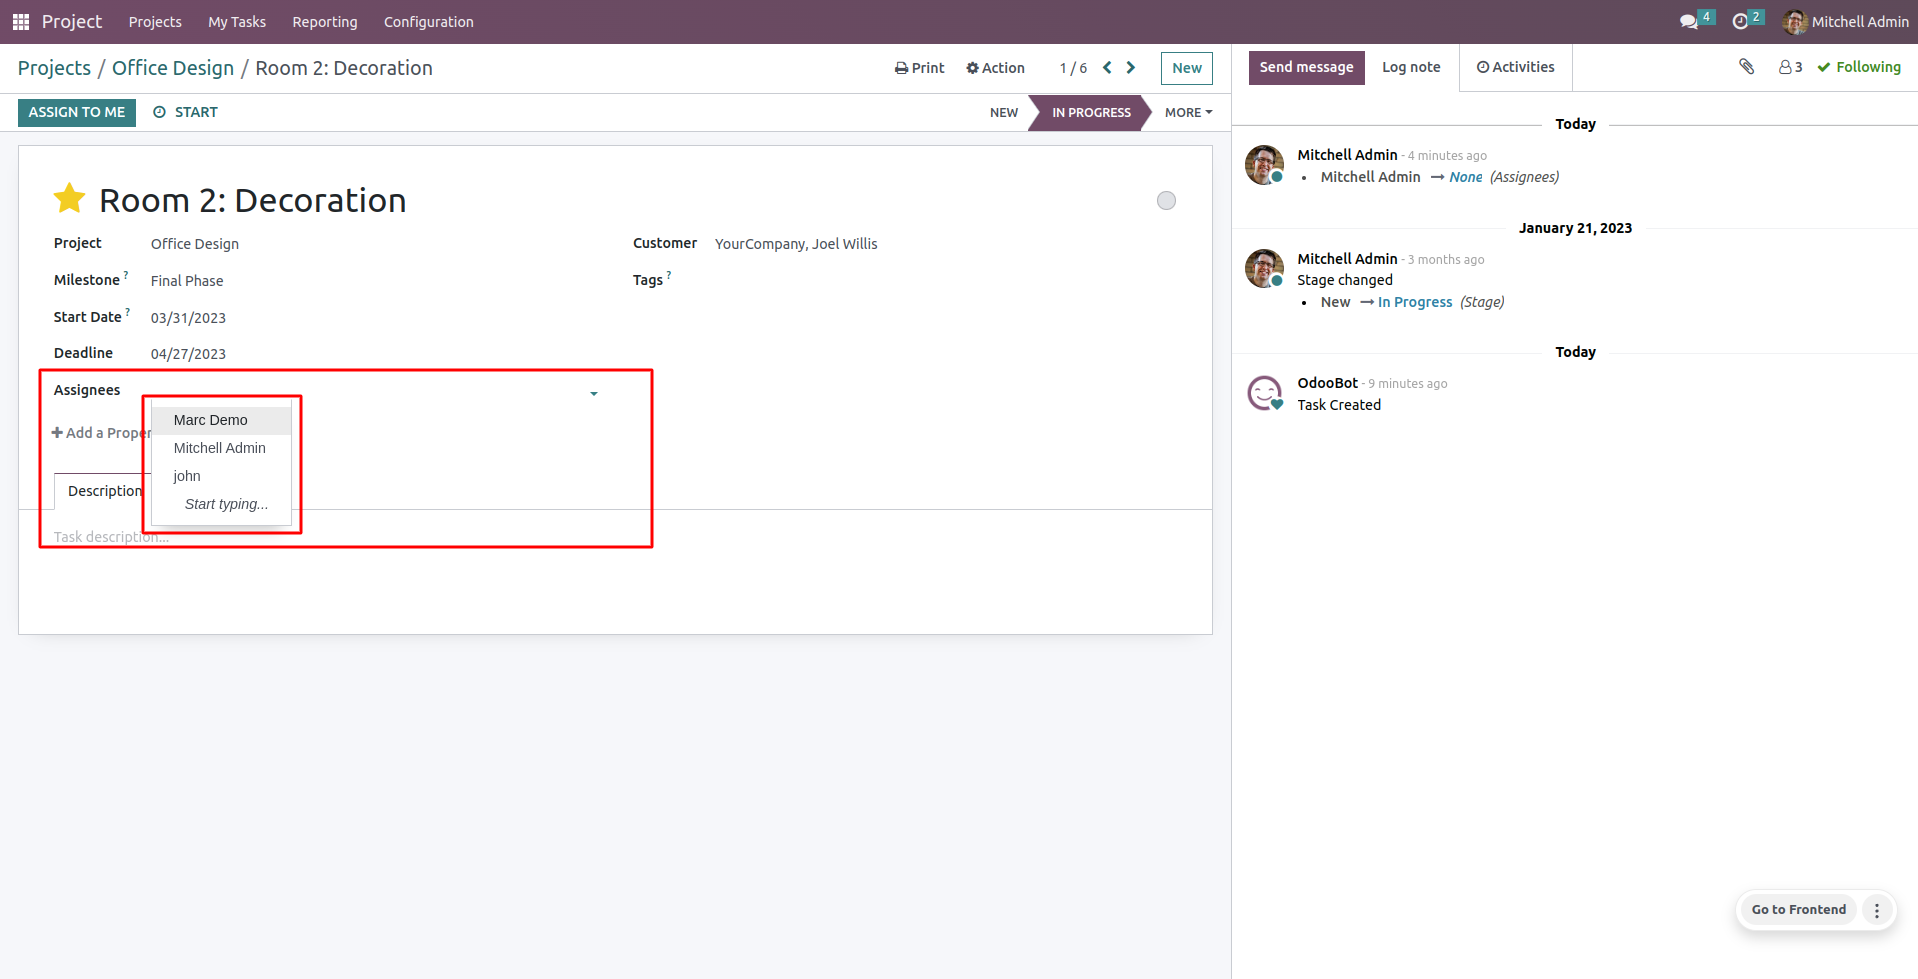 Project Projects My Tasks Reporting Configuration 4 2 Mitchell Admin
Projects / Office Design / Room 2: Decoration Print Action 1 / 6 New
Send message Log note Activities 3 Following
ASSIGN TO ME START NEW IN PROGRESS MORE
Room 2: Decoration
Project Office Design
Customer YourCompany, Joel Willis
Milestone ? Final Phase
Tags ?
Start Date ? 03/31/2023
Deadline 04/27/2023
Assignees
Marc Demo
Mitchell Admin
john
Start typing...
+ Add a Proper
Description
Task description...
Today
Mitchell Admin - 4 minutes ago
• Mitchell Admin → None (Assignees)
January 21, 2023
Mitchell Admin - 3 months ago
Stage changed
• New → In Progress (Stage)
Today
OdooBot - 9 minutes ago
Task Created
Go to Frontend